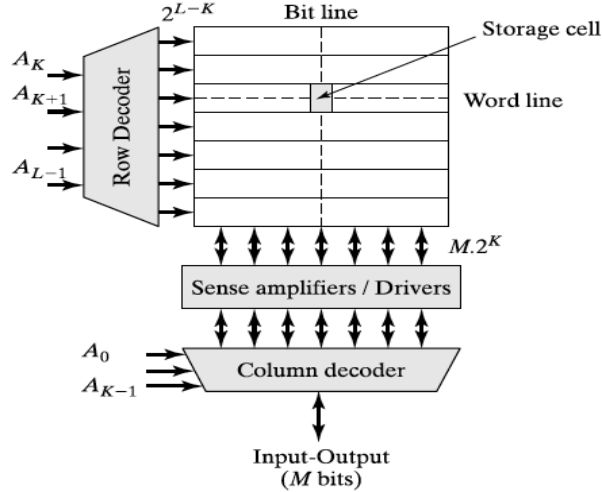 2^{L−K}
Bit line
Storage cell
A_K
A_{K+1}
A_{L−1}
Row Decoder
Word line
M.2^K
Sense amplifiers / Drivers
A_0
A_{K−1}
Column decoder
Input-Output
(M bits)